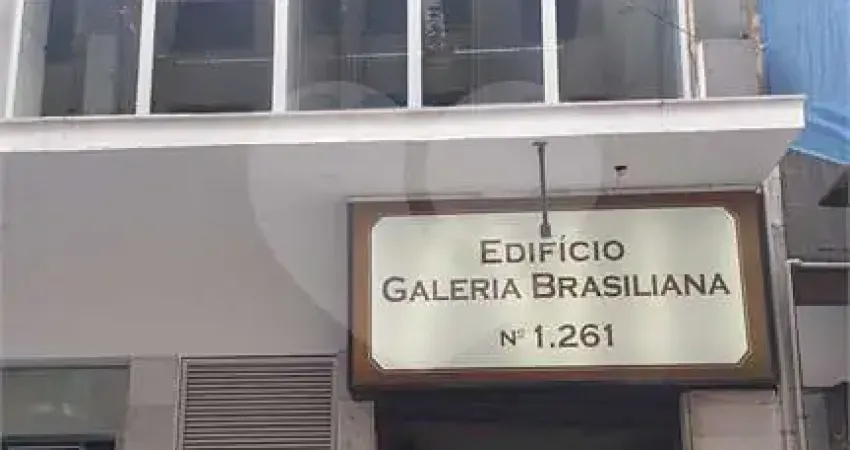 EDIFÍCIO
GALERIA BRASILIANA
Nº 1.261